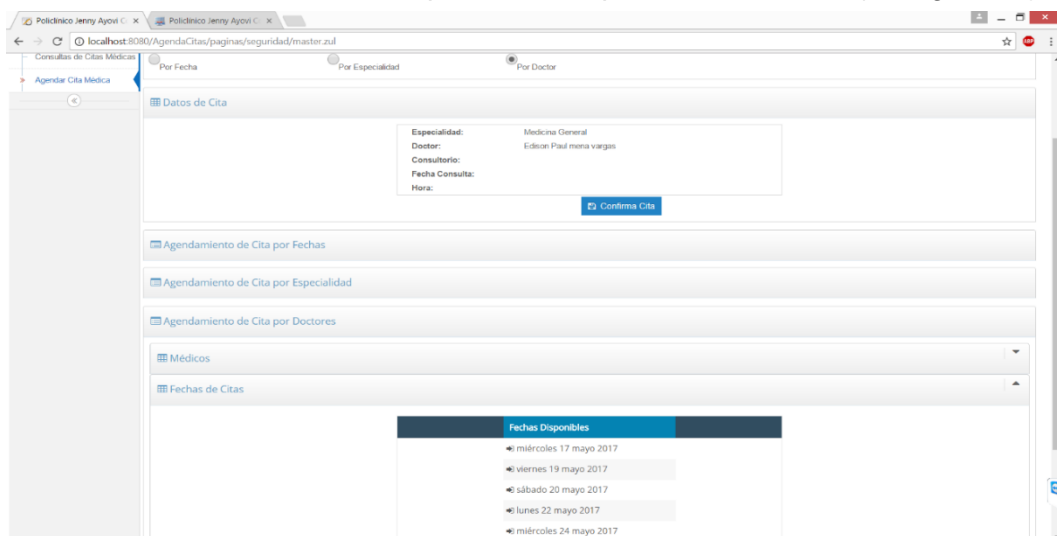 Policlínico Jenny Ayovi C
Policlínico Jenny Ayovi C
localhost:8080/AgendaCitas/paginas/seguridad/master.zul
Consultas de Citas Médicas
Agendar Cita Médica
Por Fecha
Por Especialidad
Por Doctor
Datos de Cita
Especialidad: Medicina General
Doctor: Edison Paul mena vargas
Consultorio:
Fecha Consulta:
Hora:
Confirma Cita
Agendamiento de Cita por Fechas
Agendamiento de Cita por Especialidad
Agendamiento de Cita por Doctores
Médicos
Fechas de Citas
Fechas Disponibles
miércoles 17 mayo 2017
viernes 19 mayo 2017
sábado 20 mayo 2017
lunes 22 mayo 2017
miércoles 24 mayo 2017